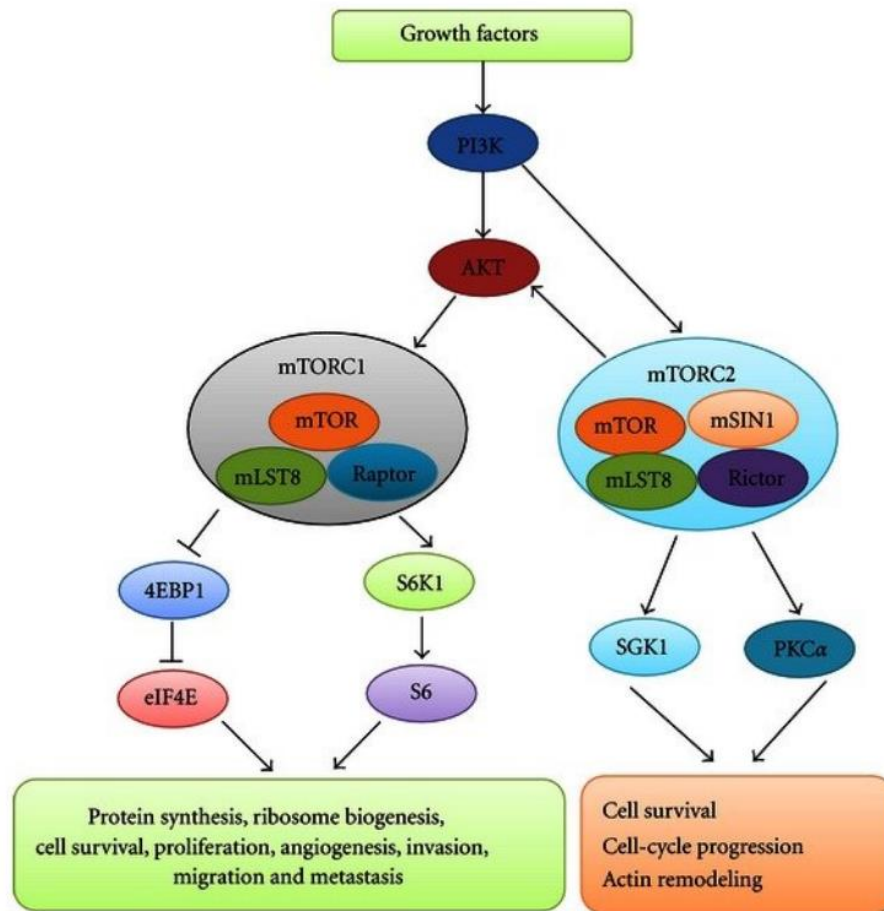 Growth factors
PI3K
AKT
mTORC1
mTOR
mLST8
Raptor
mTORC2
mTOR
mSIN1
mLST8
Rictor
4EBP1
S6K1
SGK1
PKCα
eIF4E
S6
Protein synthesis, ribosome biogenesis,
cell survival, proliferation, angiogenesis, invasion,
migration and metastasis
Cell survival
Cell-cycle progression
Actin remodeling